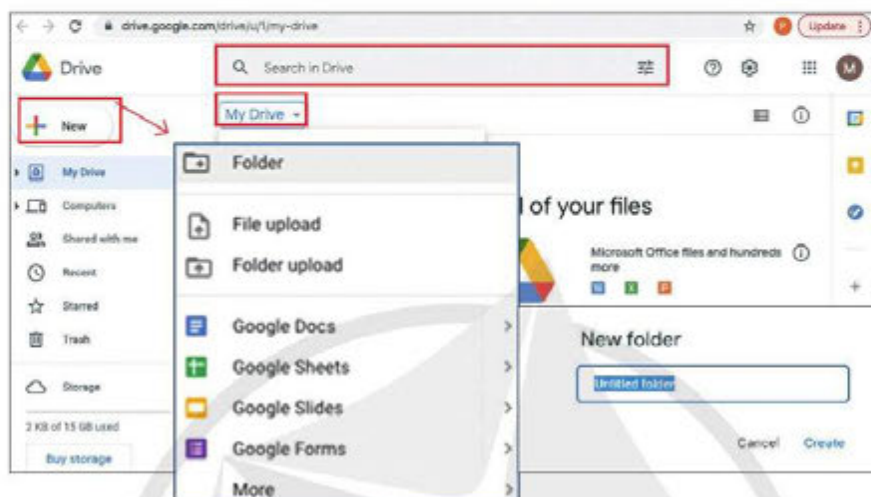 drive.google.com/drive/u/1/my-drive
Update
Drive
Search in Drive
M
New
My Drive
Folder
My Drive
Computers
Shared with me
Recent
Starred
Trash
Storage
2 KB of 15 GB used
Buy storage
File upload
Folder upload
Google Docs
Google Sheets
Google Slides
Google Forms
More
l of your files
Microsoft Office files and hundreds
more
W X P
New folder
Untitled folder
Cancel Create